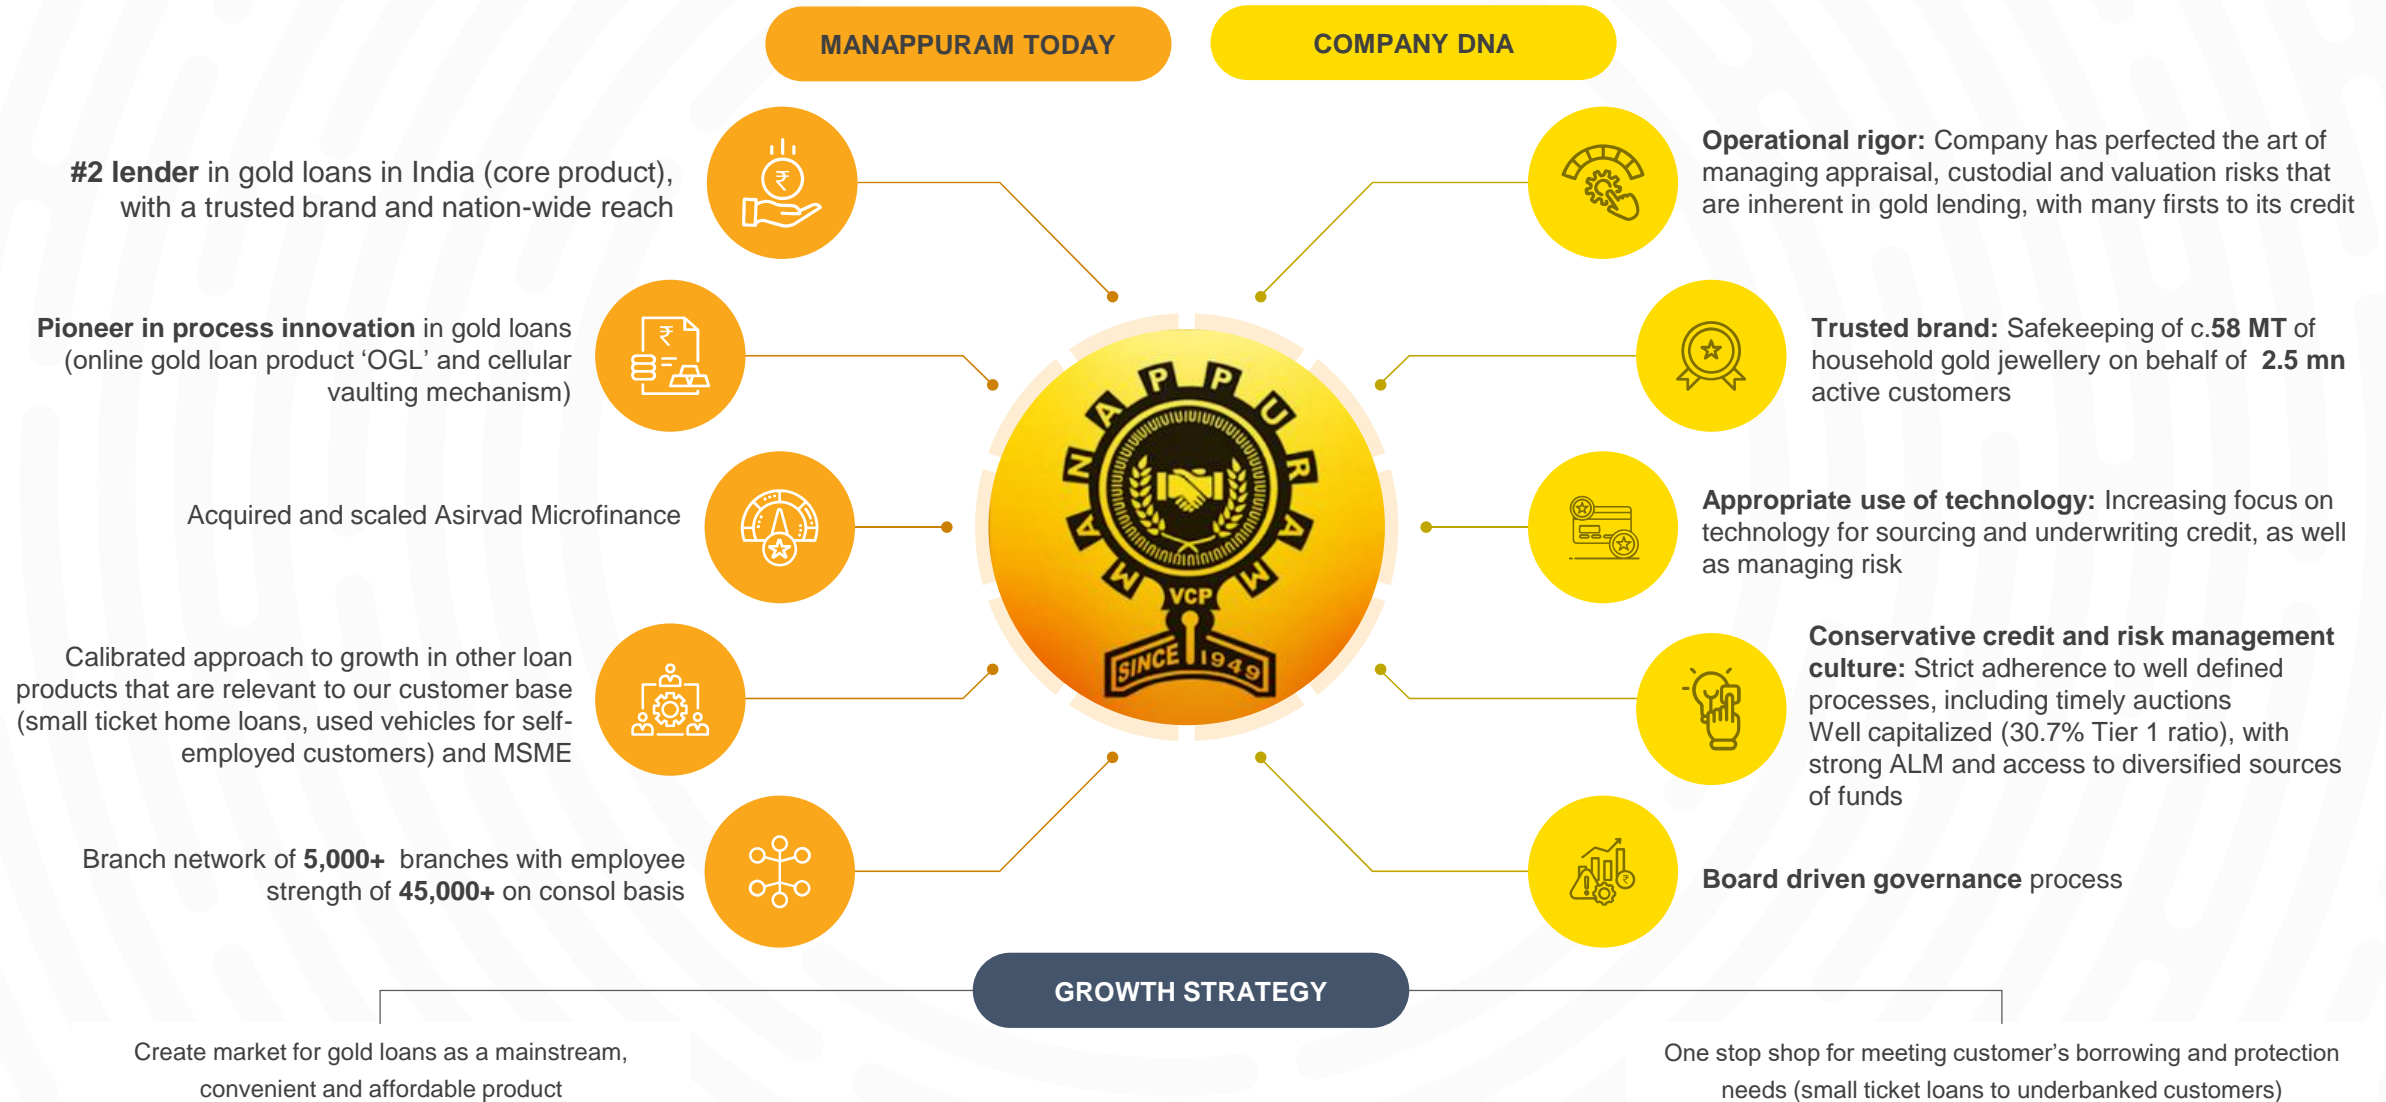 MANAPPURAM TODAY
COMPANY DNA
#2 lender in gold loans in India (core product),
with a trusted brand and nation-wide reach
Pioneer in process innovation in gold loans
(online gold loan product ‘OGL’ and cellular
vaulting mechanism)
Acquired and scaled Asirvad Microfinance
Calibrated approach to growth in other loan
products that are relevant to our customer base
(small ticket home loans, used vehicles for self-
employed customers) and MSME
Branch network of 5,000+ branches with employee
strength of 45,000+ on consol basis
MANAPPURAM
VCP
SINCE 1949
Operational rigor: Company has perfected the art of
managing appraisal, custodial and valuation risks that
are inherent in gold lending, with many firsts to its credit
Trusted brand: Safekeeping of c.58 MT of
household gold jewellery on behalf of 2.5 mn
active customers
Appropriate use of technology: Increasing focus on
technology for sourcing and underwriting credit, as well
as managing risk
Conservative credit and risk management
culture: Strict adherence to well defined
processes, including timely auctions
Well capitalized (30.7% Tier 1 ratio), with
strong ALM and access to diversified sources
of funds
Board driven governance process
GROWTH STRATEGY
Create market for gold loans as a mainstream,
convenient and affordable product
One stop shop for meeting customer’s borrowing and protection
needs (small ticket loans to underbanked customers)